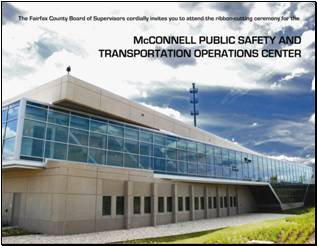 The Fairfax County Board of Supervisors cordially invites you to attend the ribbon-cutting ceremony for the
McCONNELL PUBLIC SAFETY AND
TRANSPORTATION OPERATIONS CENTER